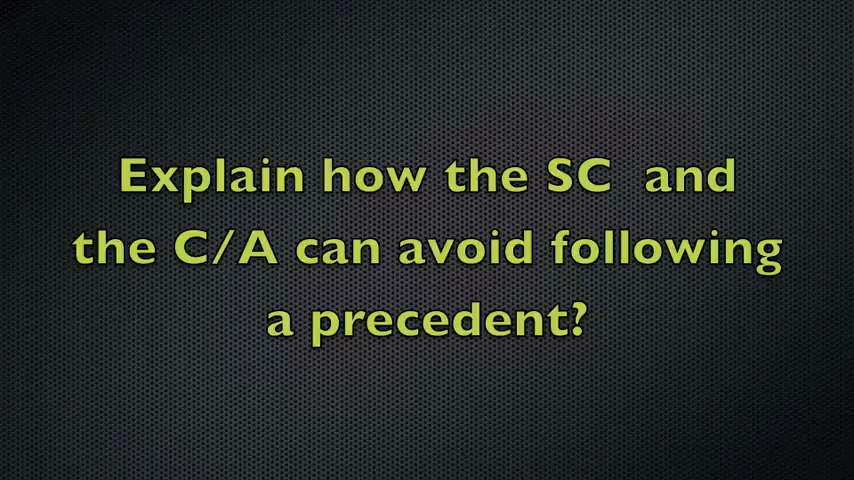 Explain how the SC and
the C/A can avoid following
a precedent?